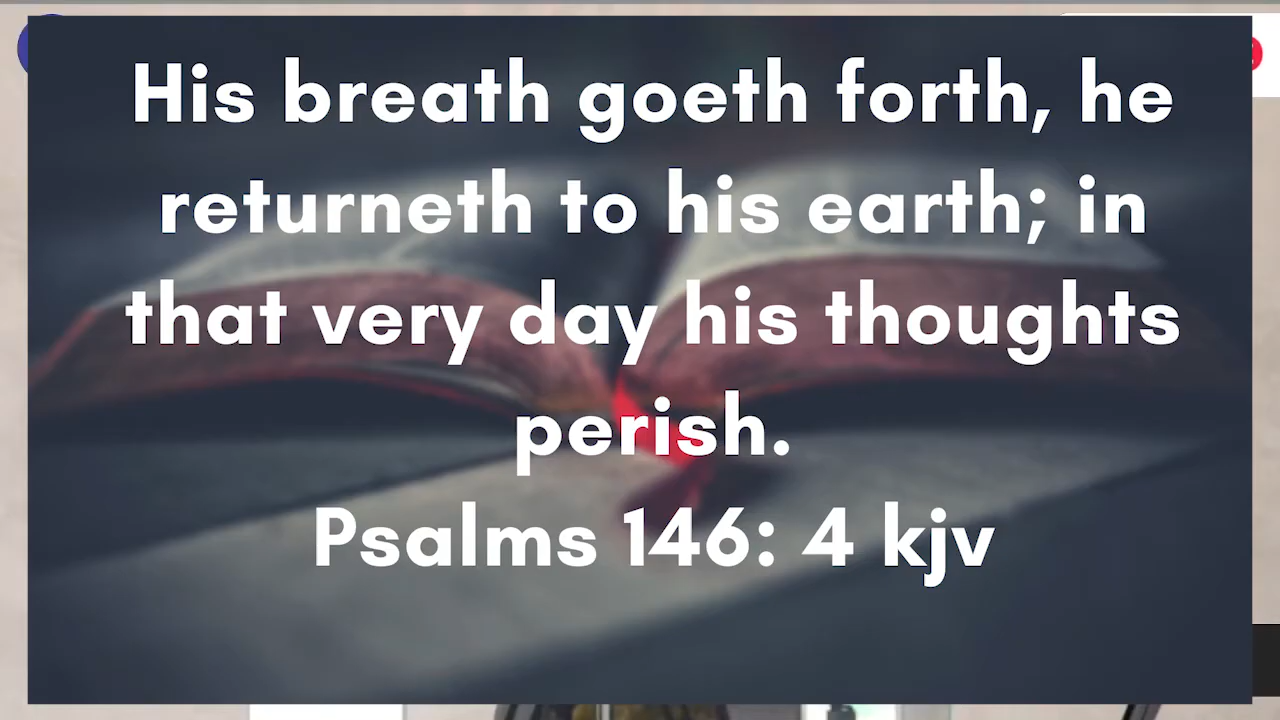 His breath goeth forth, he
returneth to his earth; in
that very day his thoughts
perish.
Psalms 146: 4 kjv